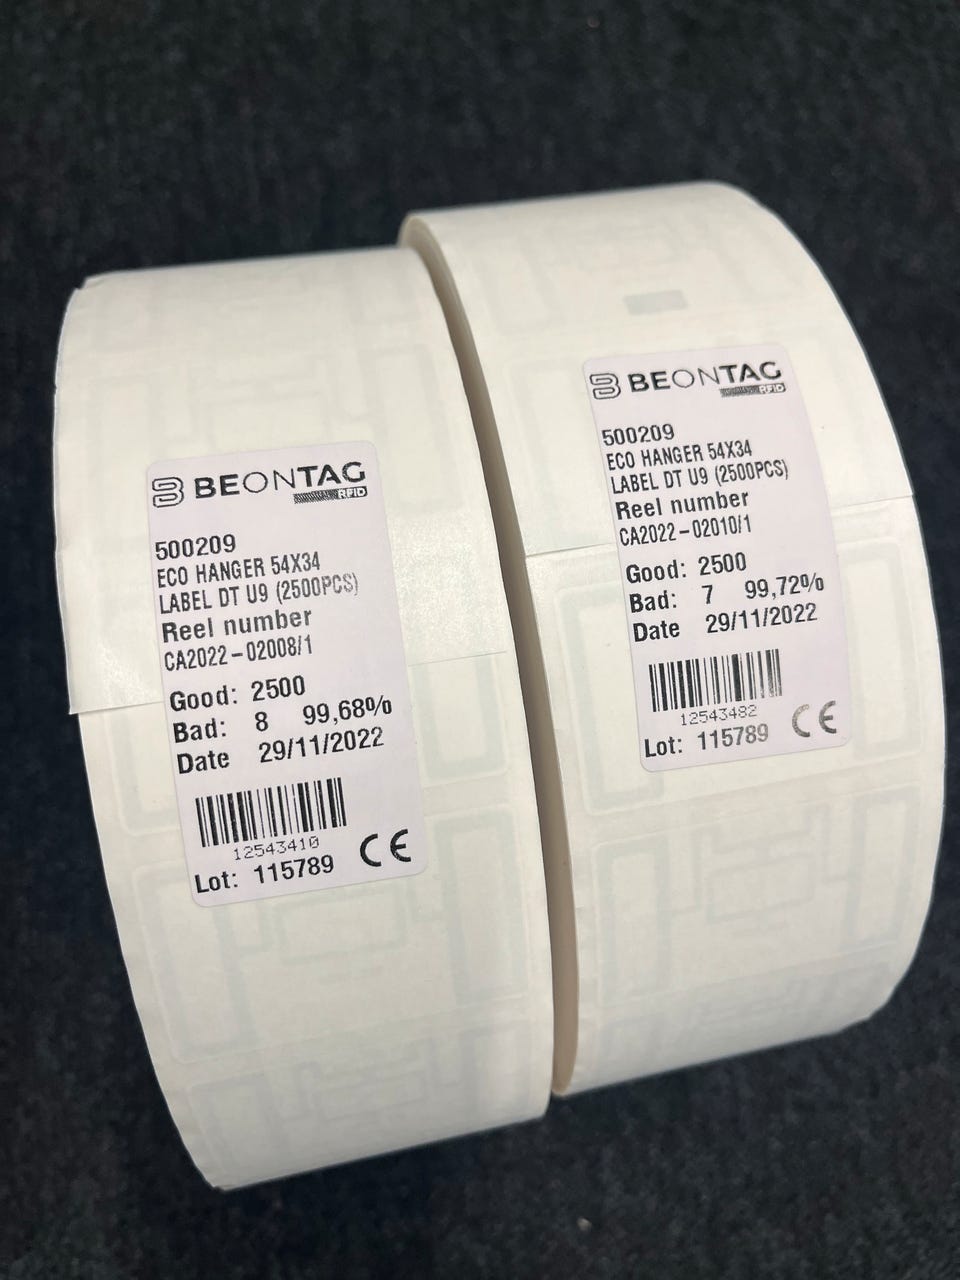 BEONTAG
RFID
500209
ECO HANGER 54X34
LABEL DT U9 (2500PCS)
Reel number
CA2022-02008/1
Good: 2500
Bad: 8 99,68%
Date 29/11/2022
12543410
Lot: 115789 CE
BEONTAG
RFID
500209
ECO HANGER 54X34
LABEL DT U9 (2500PCS)
Reel number
CA2022-02010/1
Good: 2500
Bad: 7 99,72%
Date 29/11/2022
12543482
Lot: 115789 CE